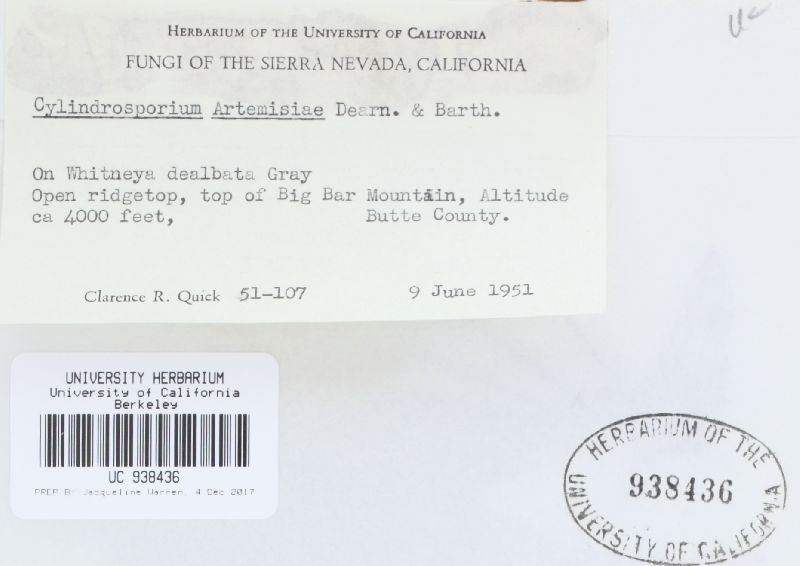 HERBARIUM OF THE UNIVERSITY OF CALIFORNIA
FUNGI OF THE SIERRA NEVADA, CALIFORNIA
Cylindrosporium Artemisiae Dearn. & Barth.
On Whitneya dealbata Gray
Open ridgetop, top of Big Bar Mountain, Altitude
ca 4000 feet, Butte County.
Clarence R. Quick 51-107 9 June 1951
UNIVERSITY HERBARIUM
University of California
Berkeley
UC 938436
PREP BY Jacqueline Warren, 4 Dec 2017
HERBARIUM OF THE
938436
UNIVERSITY OF CALIFORNIA